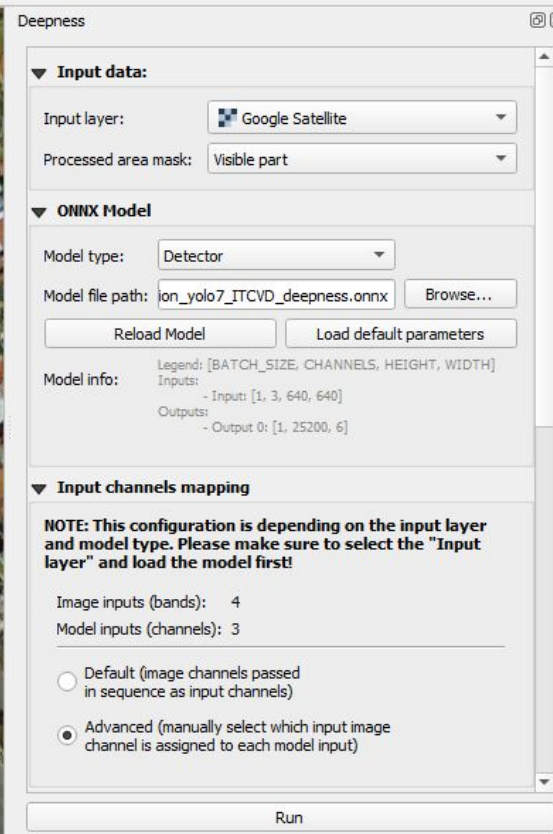 Deepness
Input data:
Input layer: Google Satellite
Processed area mask: Visible part
ONNX Model
Model type: Detector
Model file path: ion_yolo7_ITCVD_deepness.onnx Browse...
Reload Model Load default parameters
Legend: [BATCH_SIZE, CHANNELS, HEIGHT, WIDTH]
Model info: Inputs:
- Input: [1, 3, 640, 640]
Outputs:
- Output 0: [1, 25200, 6]
Input channels mapping
NOTE: This configuration is depending on the input layer
and model type. Please make sure to select the "Input
layer" and load the model first!
Image inputs (bands): 4
Model inputs (channels): 3
Default (image channels passed
in sequence as input channels)
Advanced (manually select which input image
channel is assigned to each model input)
Run